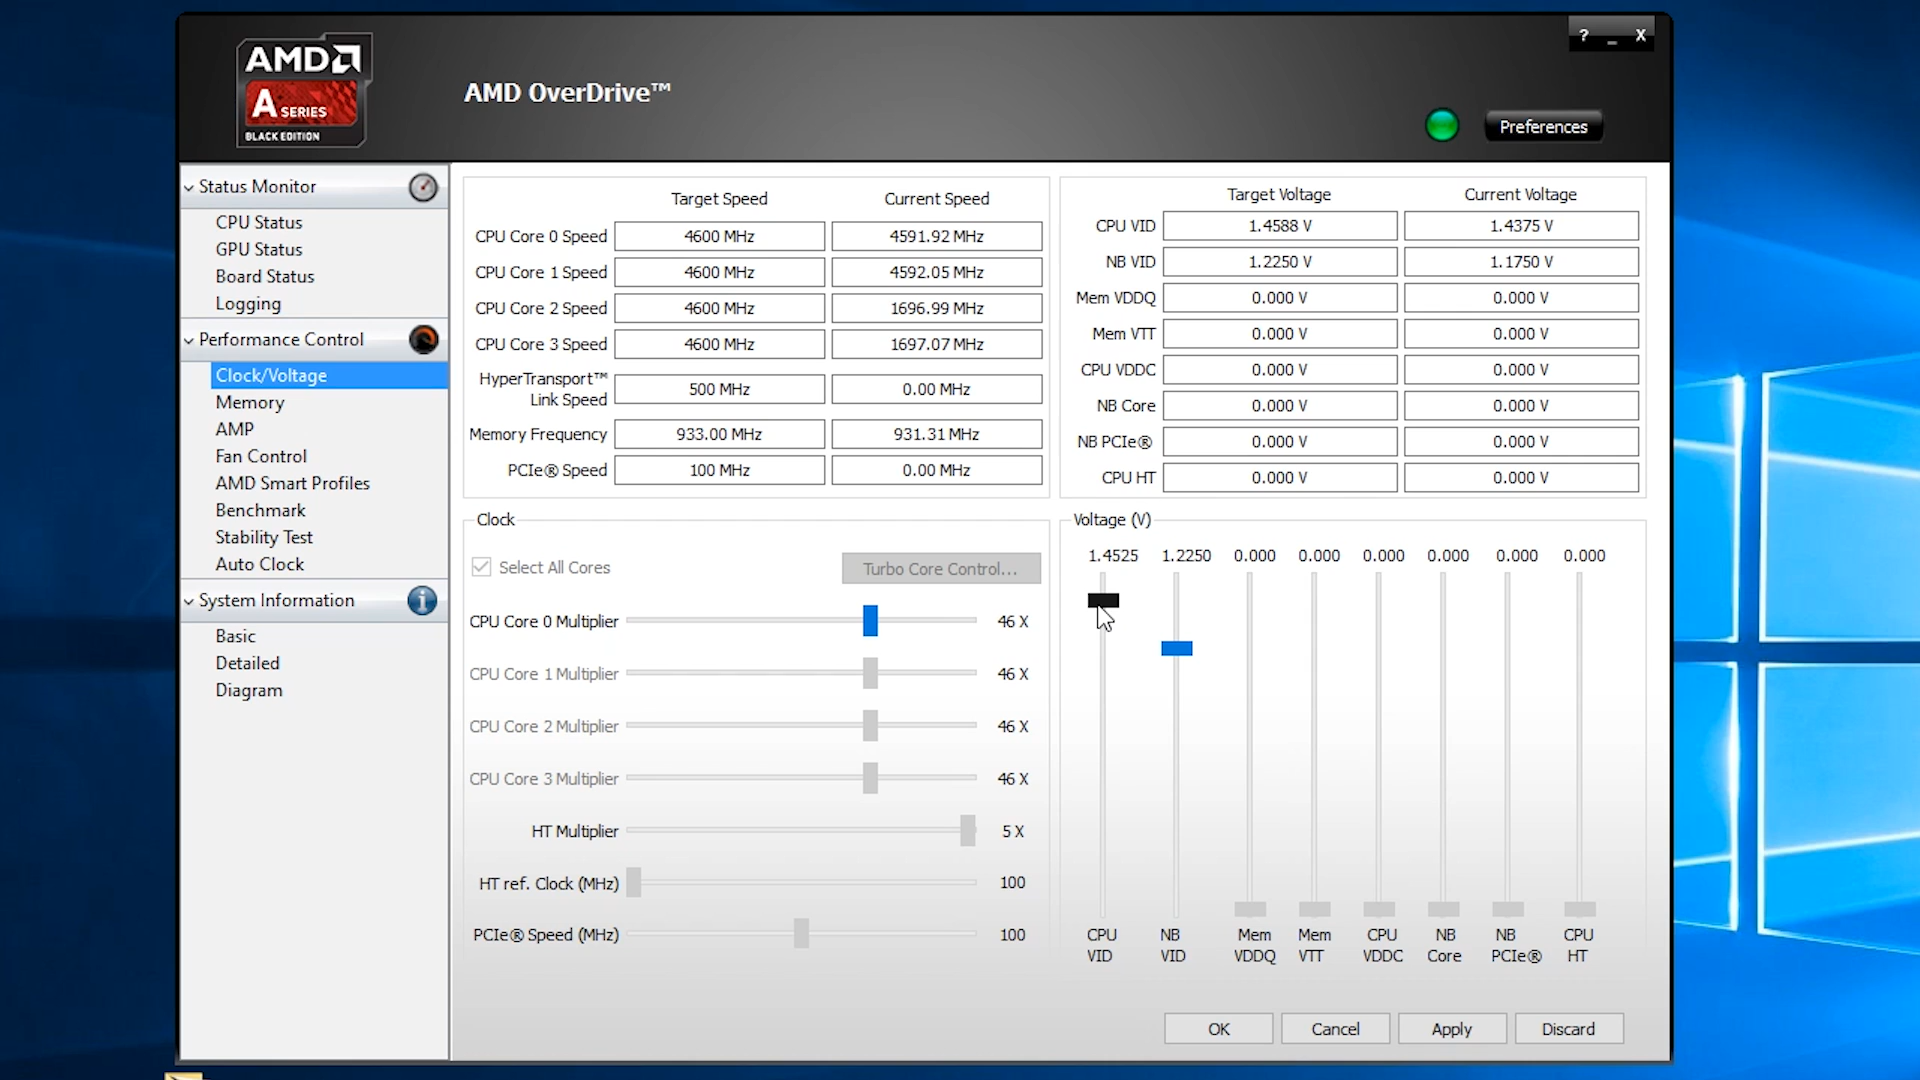 AMD
A SERIES
BLACK EDITION
AMD OverDrive™
? _ X
Preferences
Status Monitor
CPU Status
GPU Status
Board Status
Logging
Performance Control
Clock/Voltage
Memory
AMP
Fan Control
AMD Smart Profiles
Benchmark
Stability Test
Auto Clock
System Information
Basic
Detailed
Diagram
Target Speed Current Speed
CPU Core 0 Speed 4600 MHz 4591.92 MHz
CPU Core 1 Speed 4600 MHz 4592.05 MHz
CPU Core 2 Speed 4600 MHz 1696.99 MHz
CPU Core 3 Speed 4600 MHz 1697.07 MHz
HyperTransport™
Link Speed 500 MHz 0.00 MHz
Memory Frequency 933.00 MHz 931.31 MHz
PCIe® Speed 100 MHz 0.00 MHz
Target Voltage Current Voltage
CPU VID 1.4588 V 1.4375 V
NB VID 1.2250 V 1.1750 V
Mem VDDQ 0.000 V 0.000 V
Mem VTT 0.000 V 0.000 V
CPU VDDC 0.000 V 0.000 V
NB Core 0.000 V 0.000 V
NB PCIe® 0.000 V 0.000 V
CPU HT 0.000 V 0.000 V
Clock
Select All Cores Turbo Core Control...
CPU Core 0 Multiplier 46 X
CPU Core 1 Multiplier 46 X
CPU Core 2 Multiplier 46 X
CPU Core 3 Multiplier 46 X
HT Multiplier 5 X
HT ref. Clock (MHz) 100
PCIe® Speed (MHz) 100
Voltage (V)
1.4525 1.2250 0.000 0.000 0.000 0.000 0.000 0.000
CPU NB Mem Mem CPU NB NB CPU
VID VID VDDQ VTT VDDC Core PCIe® HT
OK Cancel Apply Discard